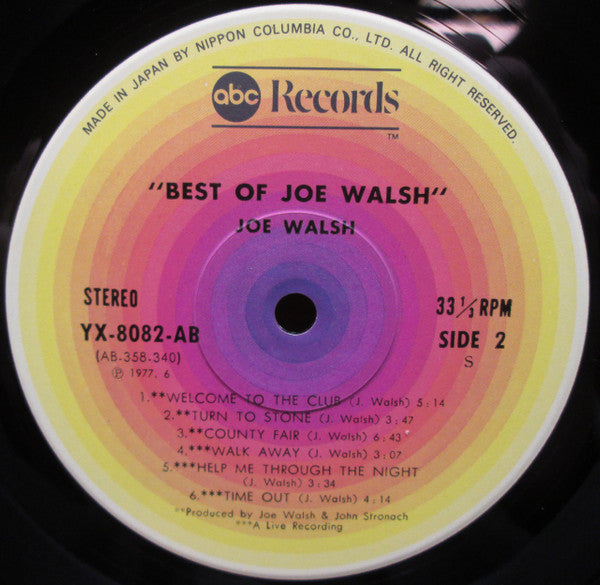 MADE IN JAPAN BY NIPPON COLUMBIA CO., LTD. ALL RIGHT RESERVED.
abc Records
TM
"BEST OF JOE WALSH"
JOE WALSH
STEREO
YX-8082-AB
(AB-358-340)
Ⓟ 1977. 6
33 1/3 RPM
SIDE 2
S
1.**WELCOME TO THE CLUB (J. Walsh) 5:14
2.**TURN TO STONE (J. Walsh) 3:47
3.**COUNTY FAIR (J. Walsh) 6:43
4.***WALK AWAY (J. Walsh) 3:07
5.***HELP ME THROUGH THE NIGHT
(J. Walsh) 3:34
6.***TIME OUT (J. Walsh) 4:14
**Produced by Joe Walsh & John Stronach
***A Live Recording